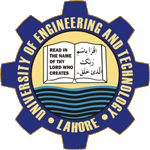 UNIVERSITY OF ENGINEERING AND TECHNOLOGY
READ IN
THE NAME
OF THY
LORD WHO
CREATES
اقرأ باسم
ربك
الذي خلق
• LAHORE •